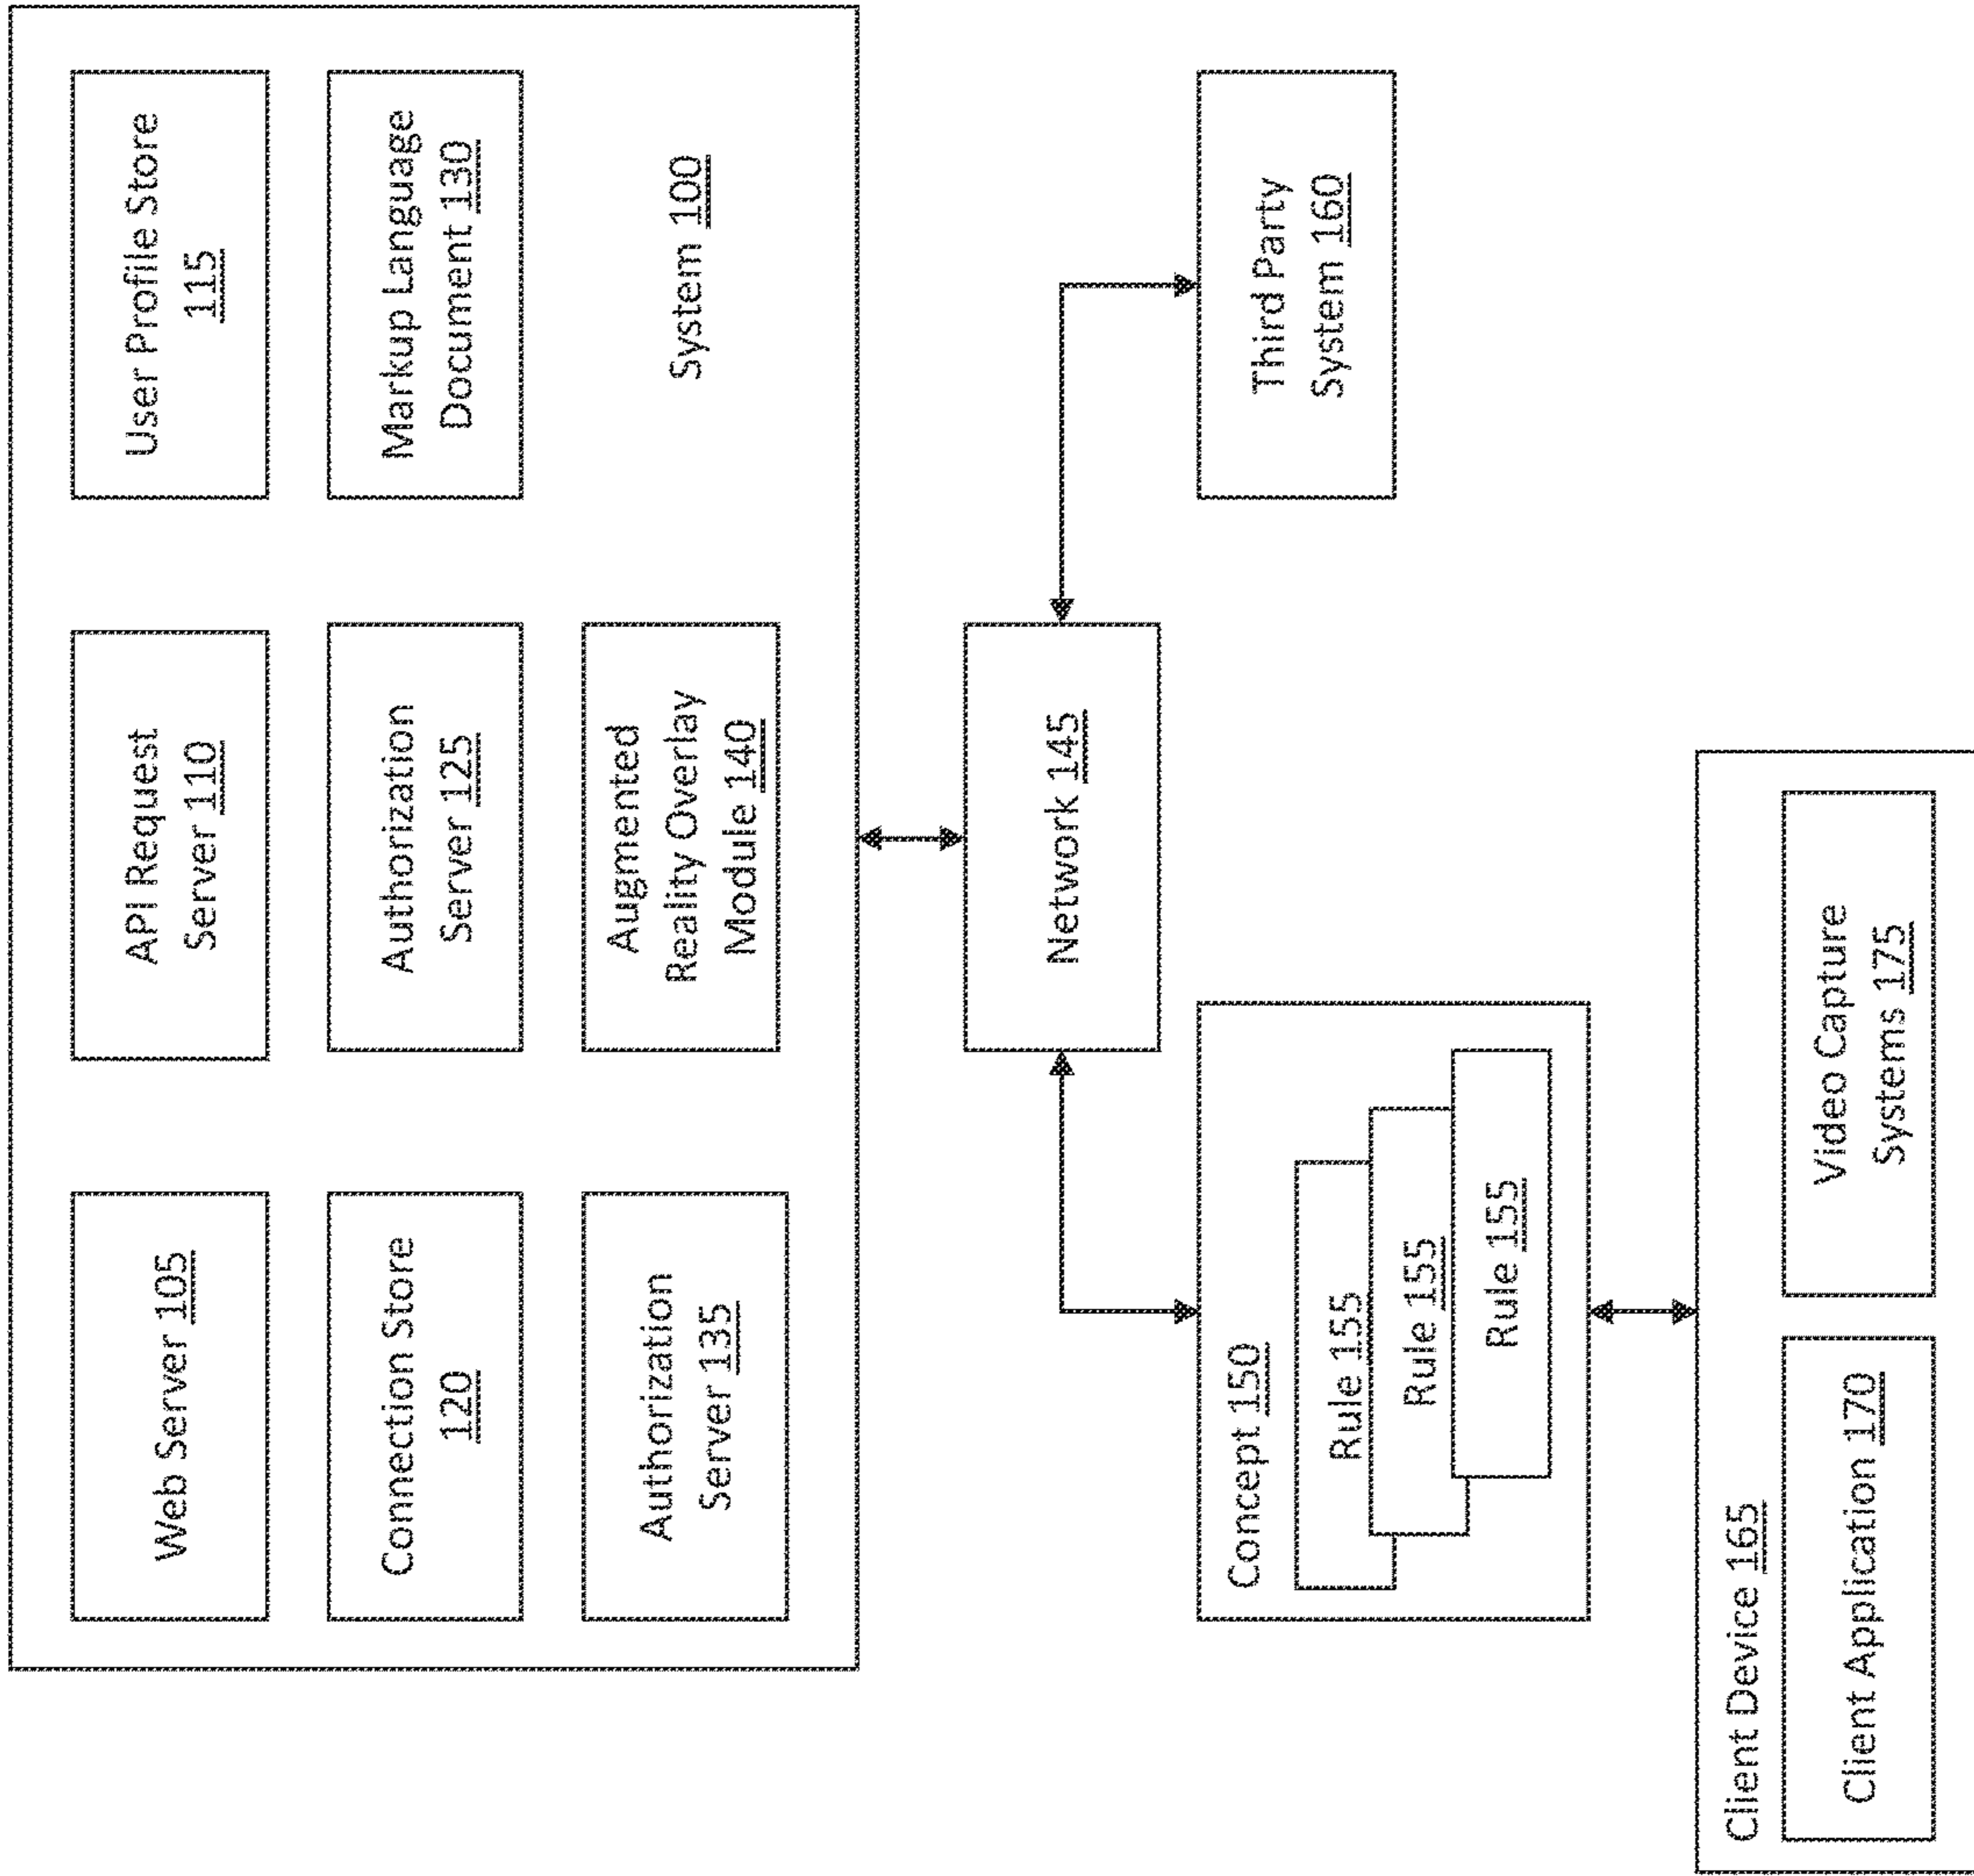 Web Server 105
API Request
Server 110
User Profile Store
115
Connection Store
120
Authorization
Server 125
Markup Language
Document 130
Authorization
Server 135
Augmented
Reality Overlay
Module 140
System 100
Network 145
Concept 150
Rule 155
Rule 155
Rule 155
Third Party
System 160
Client Device 165
Client Application 170
Video Capture
Systems 175